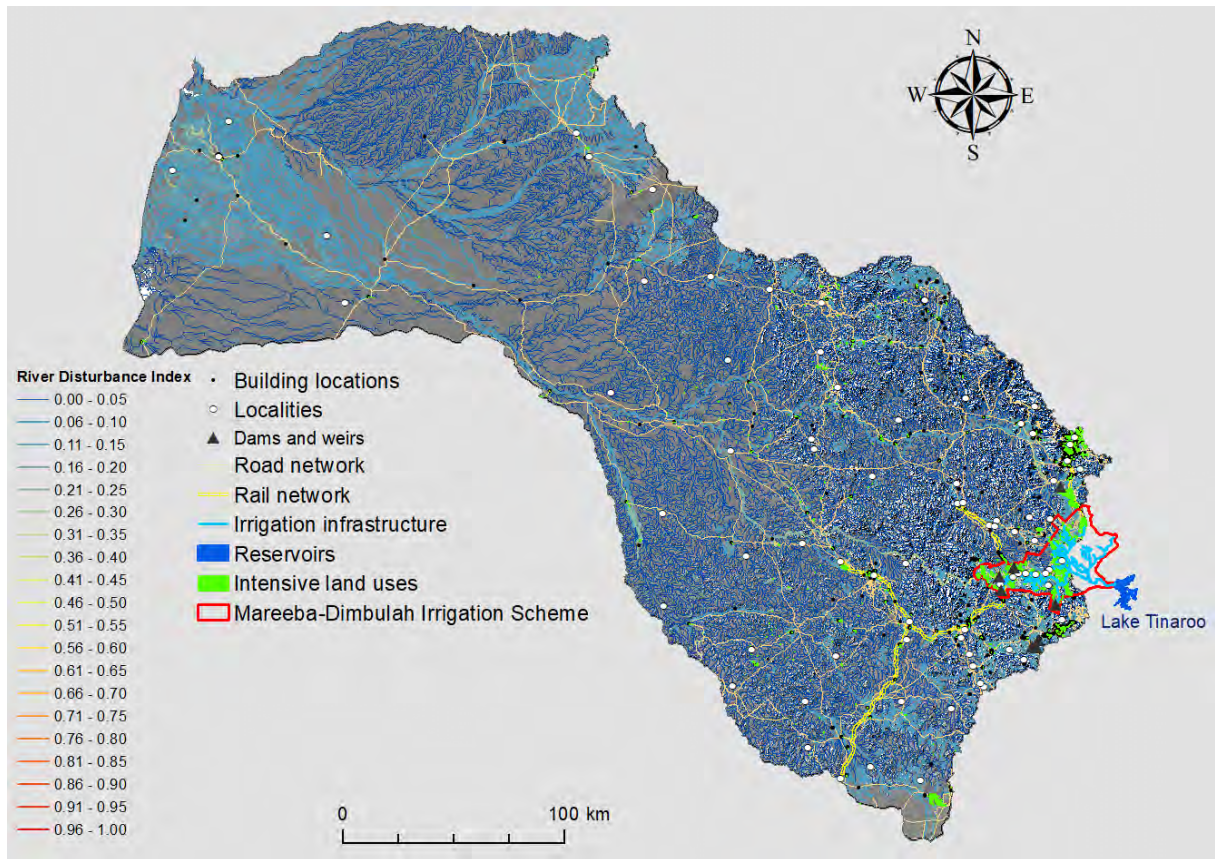 N
W E
S
River Disturbance Index
0.00 - 0.05
0.06 - 0.10
0.11 - 0.15
0.16 - 0.20
0.21 - 0.25
0.26 - 0.30
0.31 - 0.35
0.36 - 0.40
0.41 - 0.45
0.46 - 0.50
0.51 - 0.55
0.56 - 0.60
0.61 - 0.65
0.66 - 0.70
0.71 - 0.75
0.76 - 0.80
0.81 - 0.85
0.86 - 0.90
0.91 - 0.95
0.96 - 1.00
Building locations
Localities
Dams and weirs
Road network
Rail network
Irrigation infrastructure
Reservoirs
Intensive land uses
Mareeba-Dimbulah Irrigation Scheme
Lake Tinaroo
0 100 km